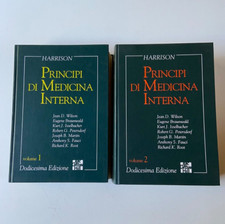 HARRISON
PRINCIPI
DI MEDICINA
INTERNA
Jean D. Wilson
Eugene Braunwald
Kurt J. Isselbacher
Robert G. Petersdorf
Joseph B. Martin
Anthony S. Fauci
Richard K. Root
volume 1
Dodicesima Edizione
HARRISON
PRINCIPI
DI MEDICINA
INTERNA
Jean D. Wilson
Eugene Braunwald
Kurt J. Isselbacher
Robert G. Petersdorf
Joseph B. Martin
Anthony S. Fauci
Richard K. Root
volume 2
Dodicesima Edizione